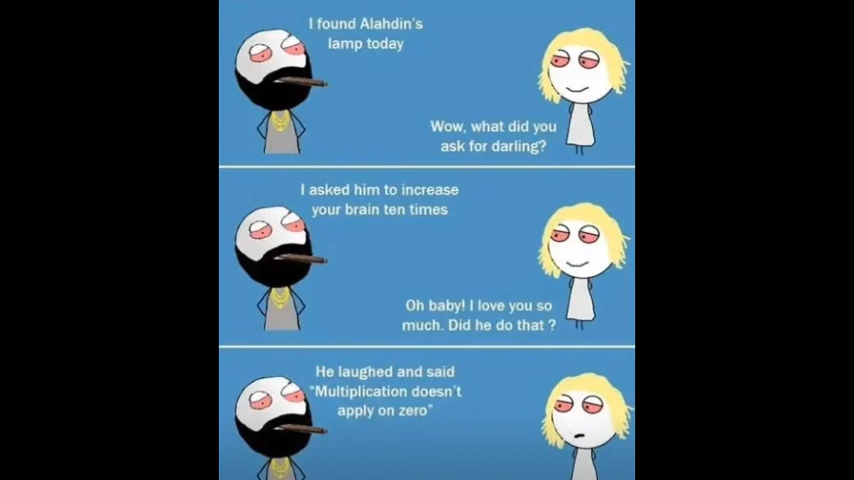 I found Alahdin's
lamp today
Wow, what did you
ask for darling?
I asked him to increase
your brain ten times
Oh baby! I love you so
much. Did he do that ?
He laughed and said
"Multiplication doesn't
apply on zero"